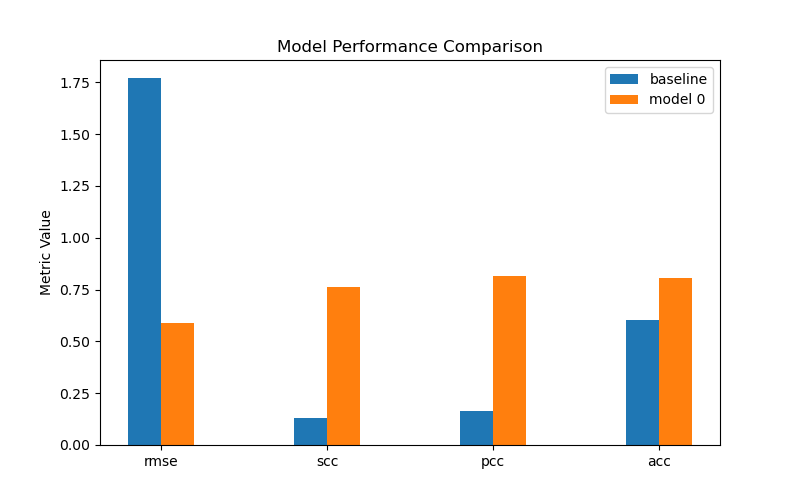 Model Performance Comparison
baseline
model 0
Metric Value
1.75
1.50
1.25
1.00
0.75
0.50
0.25
0.00
rmse scc pcc acc